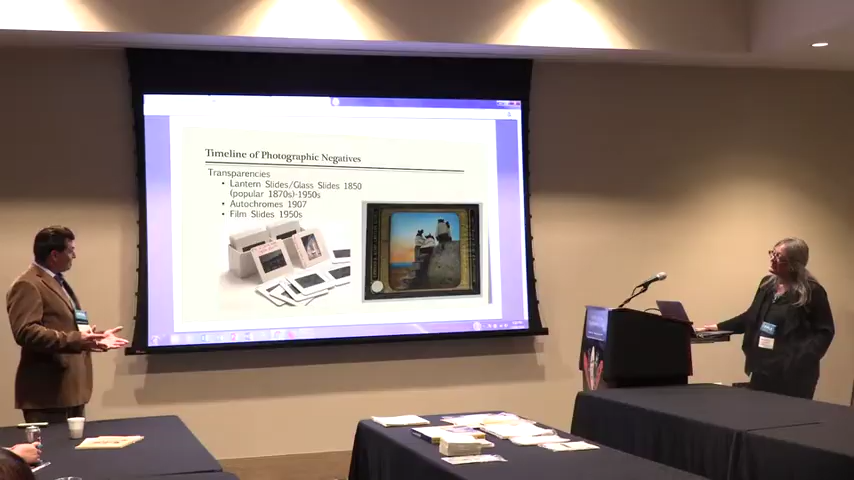 Timeline of Photographic Negatives
Transparencies
• Lantern Slides/Glass Slides 1850
(popular 1870s)-1950s
• Autochromes 1907
• Film Slides 1950s